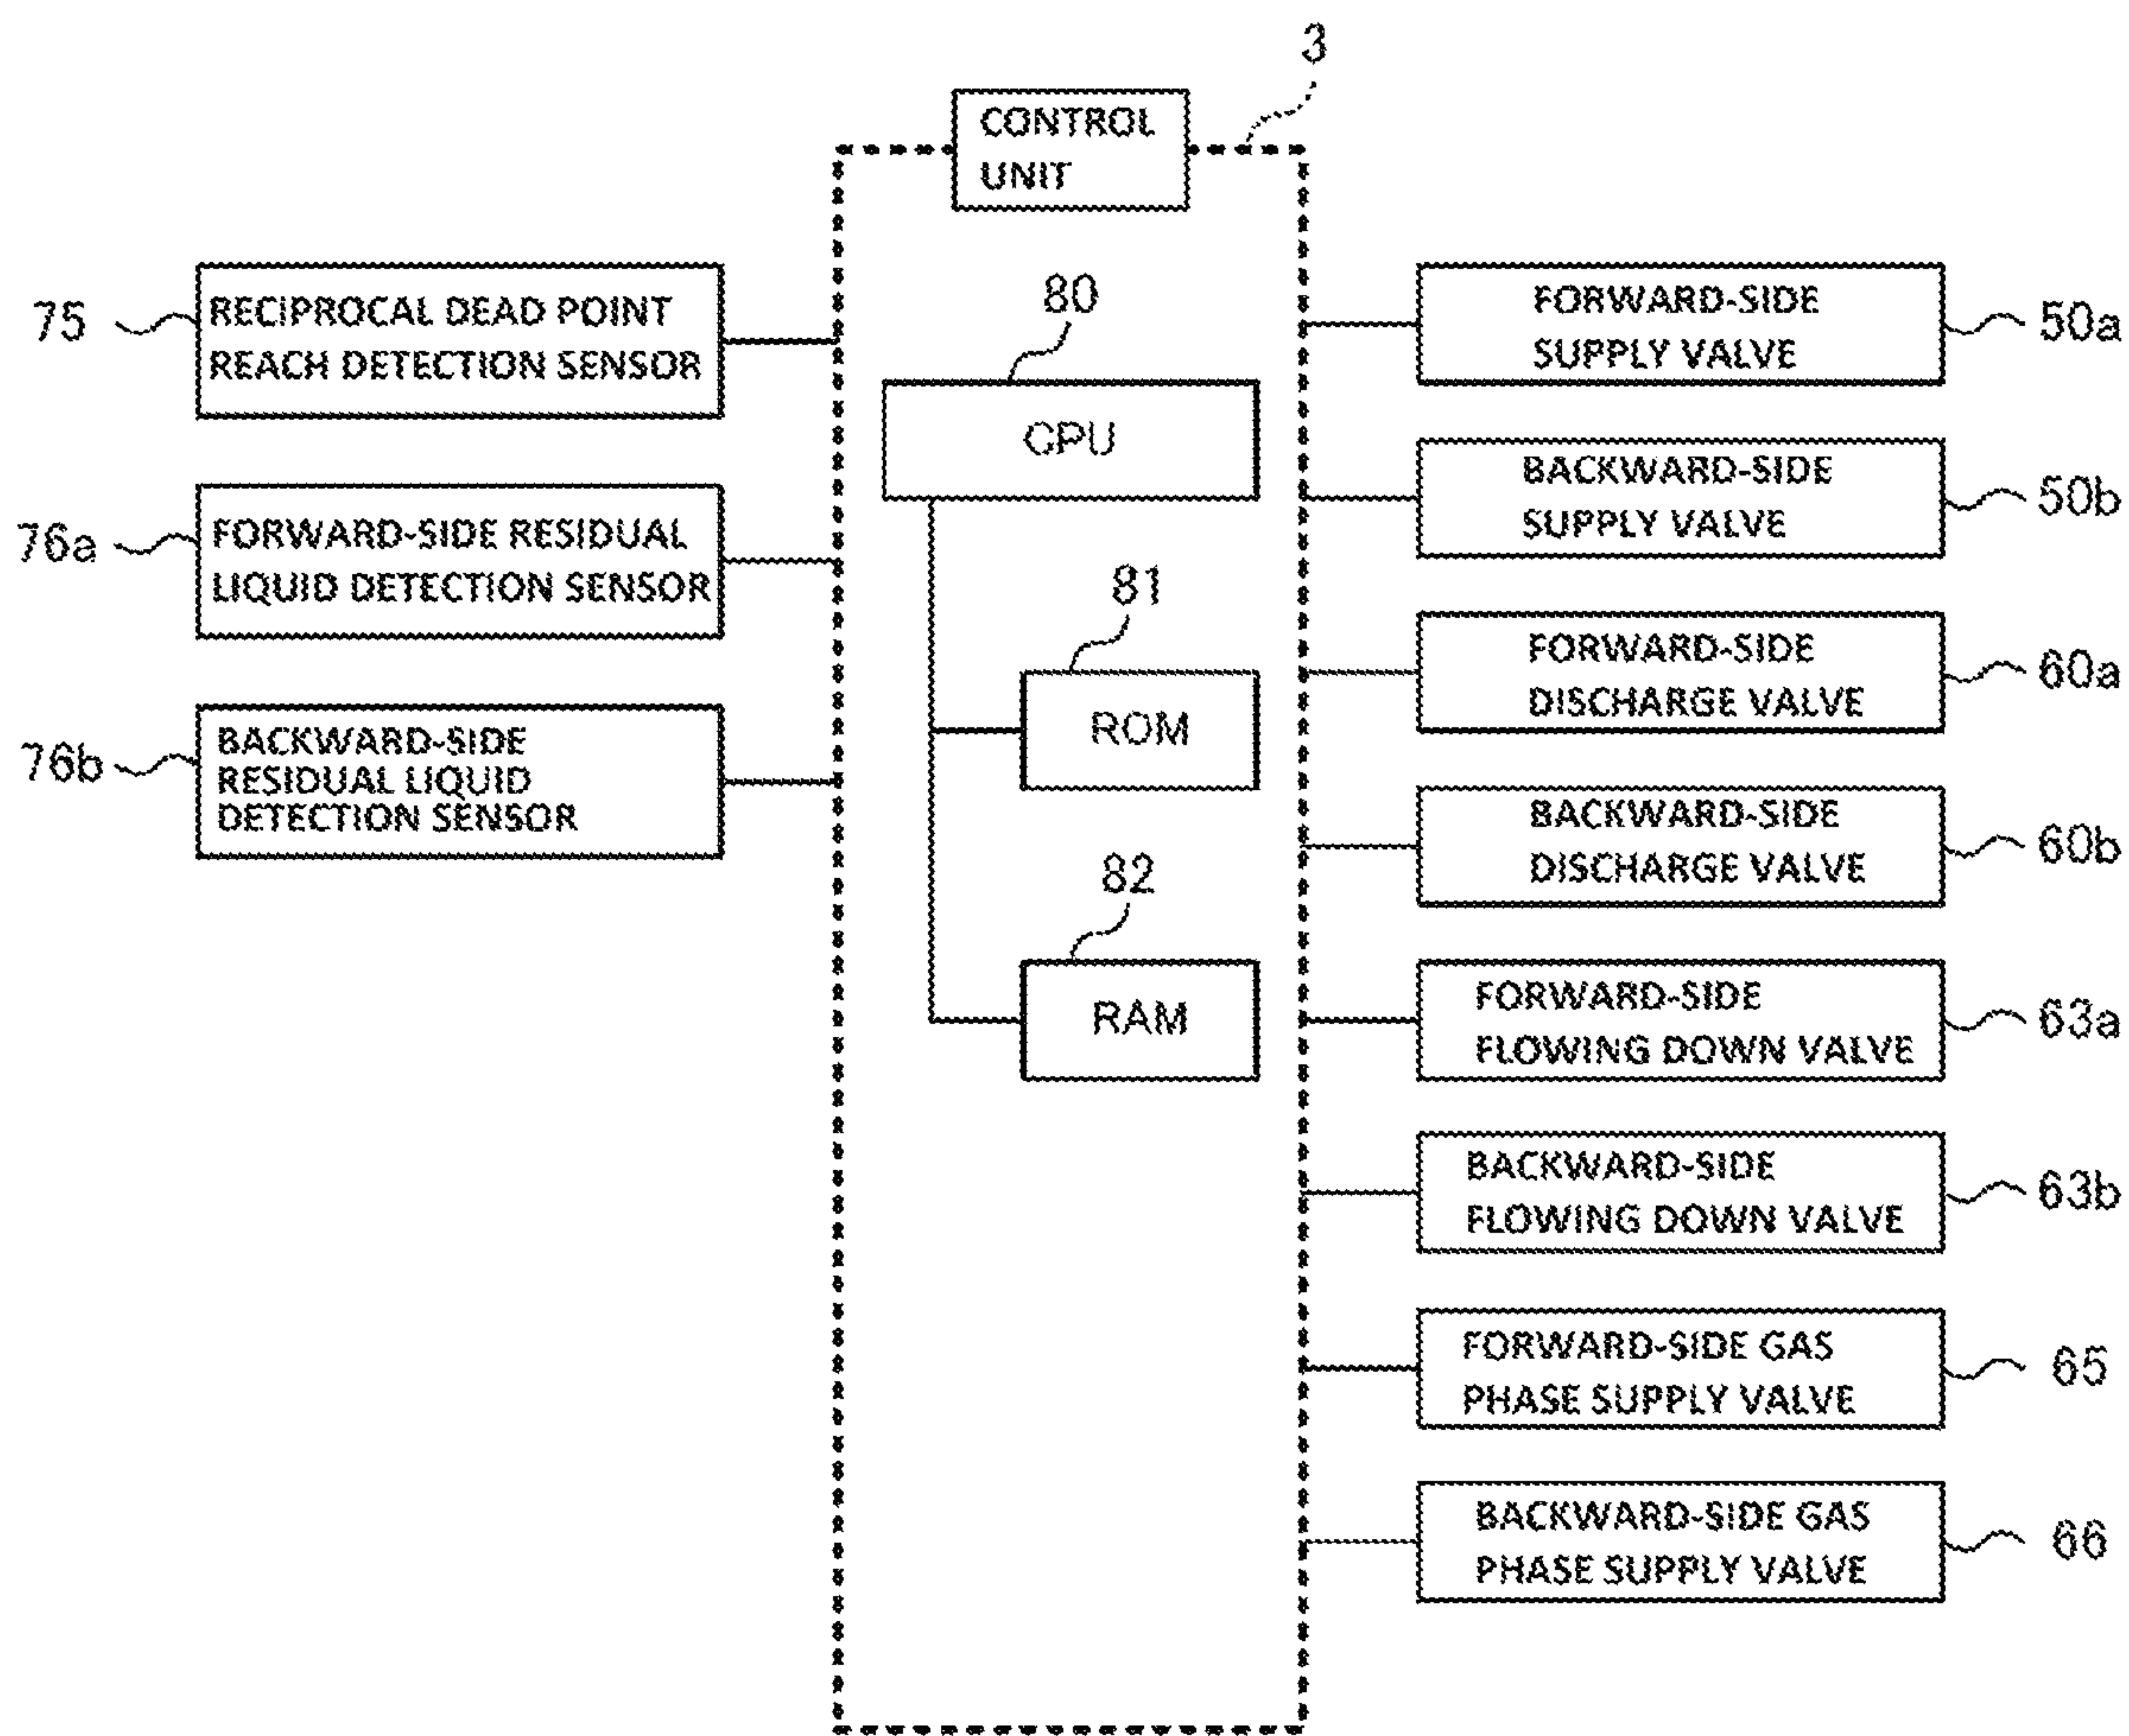 3
CONTROL
UNIT
75
RECIPROCAL DEAD POINT
REACH DETECTION SENSOR
76a
FORWARD-SIDE RESIDUAL
LIQUID DETECTION SENSOR
76b
BACKWARD-SIDE
RESIDUAL LIQUID
DETECTION SENSOR
80
CPU
81
ROM
82
RAM
FORWARD-SIDE
SUPPLY VALVE
50a
BACKWARD-SIDE
SUPPLY VALVE
50b
FORWARD-SIDE
DISCHARGE VALVE
60a
BACKWARD-SIDE
DISCHARGE VALVE
60b
FORWARD-SIDE
FLOWING DOWN VALVE
63a
BACKWARD-SIDE
FLOWING DOWN VALVE
63b
FORWARD-SIDE GAS
PHASE SUPPLY VALVE
65
BACKWARD-SIDE GAS
PHASE SUPPLY VALVE
66